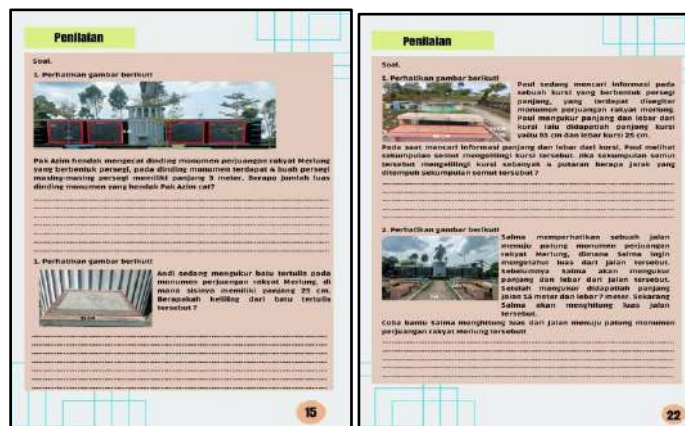 Penilaian
Soal.
1. Perhatikan gambar berikut!
Pak Azim hendak mengecat dinding monumen perjuangan rakyat Merlung
yang berbentuk persegi, pada dinding monumen terdapat 4 buah persegi
masing-masing persegi memiliki panjang 3 meter. Berapa jumlah luas
dinding monumen yang hendak Pak Azim cat?
1. Perhatikan gambar berikut!
Andi sedang mengukur batu tertulis pada
monumen perjuangan rakyat Merlung, di
mana sisinya memiliki panjang 25 cm.
Berapakah keliling dari batu tertulis
tersebut?
15
Penilaian
Soal.
1. Perhatikan gambar berikut!
Paul sedang mencari informasi pada
sebuah kursi yang berbentuk persegi
panjang, yang terdapat disegitar
monumen perjuangan rakyat merlung.
Paul mengukur panjang dan lebar dari
kursi lalu didapatlah panjang kursi
yaitu 85 cm dan lebar kursi 25 cm.
Pada saat mencari informasi panjang dan lebar dari kursi, Paul melihat
sekumpulan semut mengelilingi kursi tersebut. Jika sekumpulan semut
tersebut mengelilingi kursi sebanyak 4 putaran berapa jarak yang
ditempuh sekumpulan semut tersebut ?
2. Perhatikan gambar berikut!
Salma memperhatikan sebuah jalan
menuju patung monumen perjuangan
rakyat Merlung, dimana Salma ingin
mengetahui luas dari jalan tersebut.
Sebelumnya Salma akan mengukur
panjang dan lebar dari jalan tersebut.
Setelah mengukur didapatlah panjang
jalan meter dan lebar 7 meter. Sekarang
Salma akan menghitung luas jalan
tersebut.
Coba bantu Salma menghitung luas dari jalan menuju patung monumen
perjuangan rakyat Merlung tersebut!
22